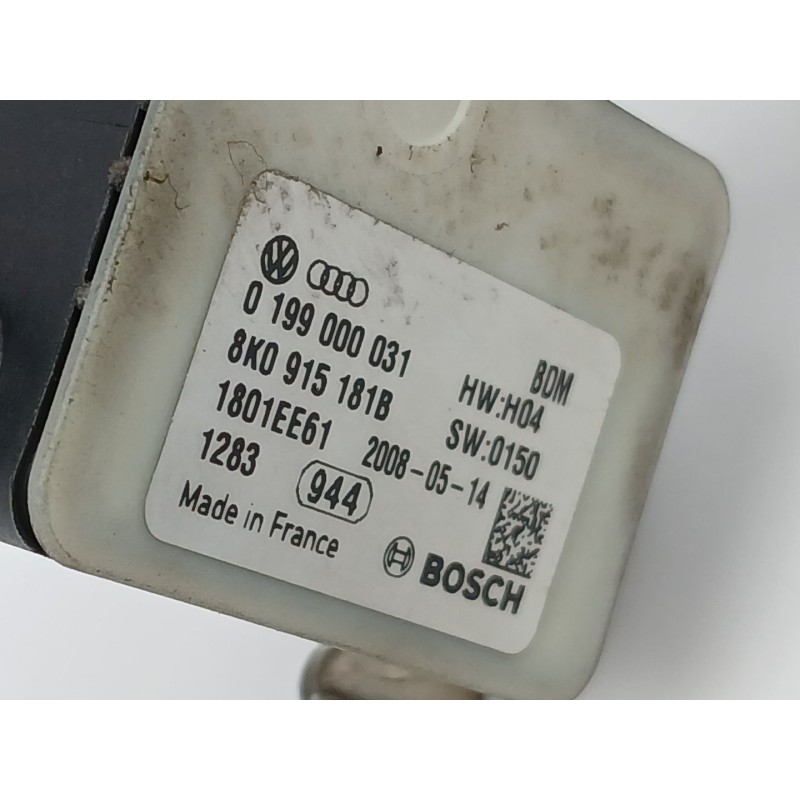 0 199 000 031
8K0 915 181B BDM
1801EE61 HW:H04
1283 2008-05-14 SW:0150
944
Made in France
BOSCH